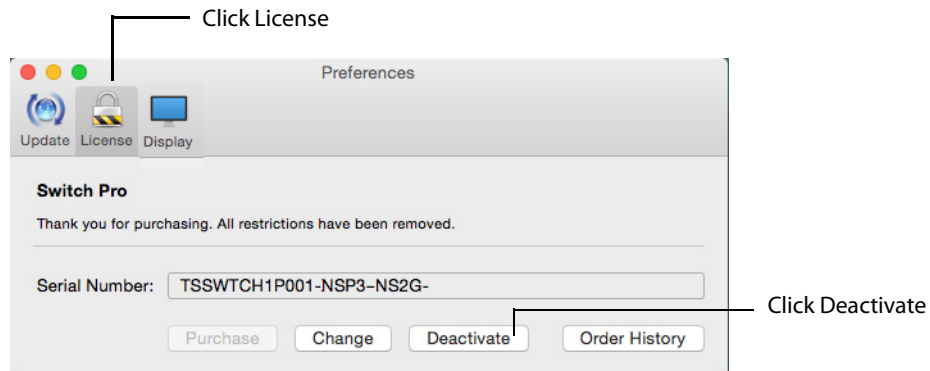 Click License
Preferences
Update License Display
Switch Pro
Thank you for purchasing. All restrictions have been removed.
Serial Number: TSSWTCH1P001-NSP3-NS2G-
Click Deactivate
Purchase Change Deactivate Order History